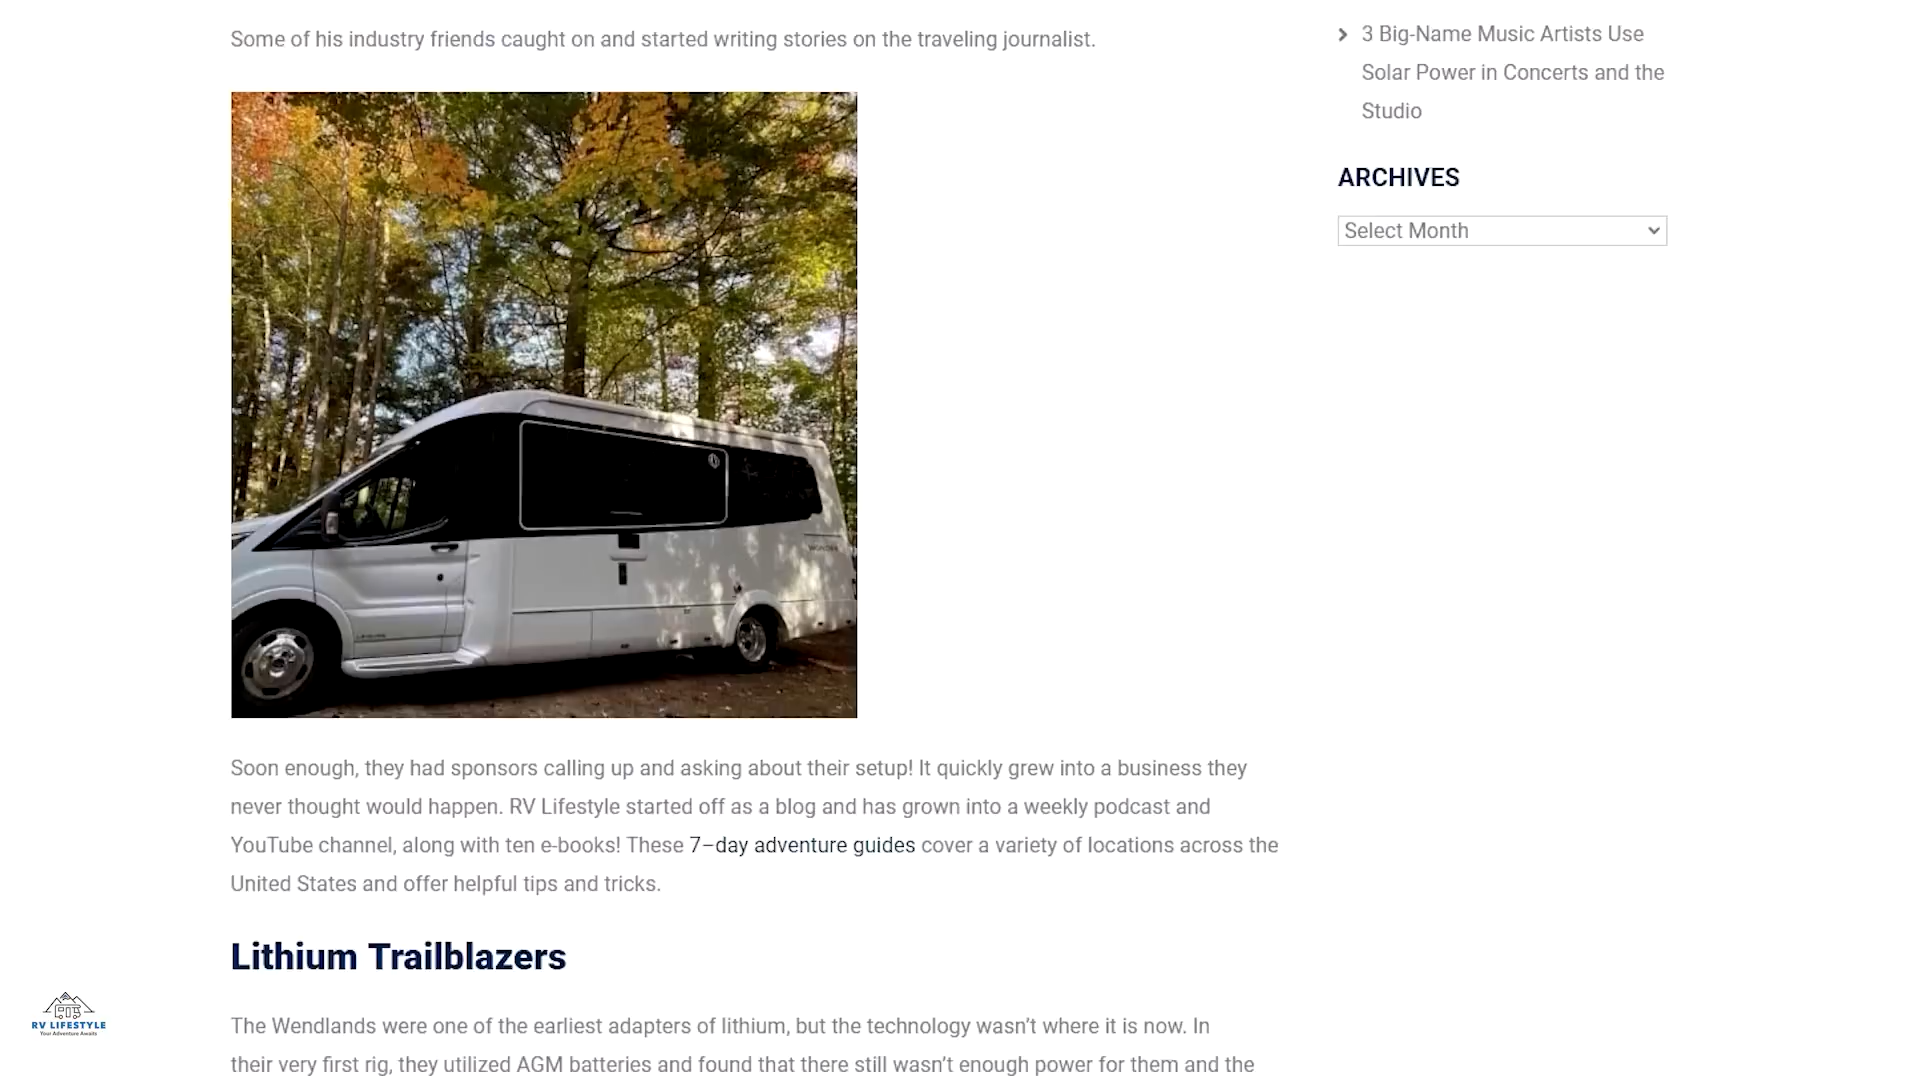 Some of his industry friends caught on and started writing stories on the traveling journalist.
Soon enough, they had sponsors calling up and asking about their setup! It quickly grew into a business they
never thought would happen. RV Lifestyle started off as a blog and has grown into a weekly podcast and
YouTube channel, along with ten e-books! These 7–day adventure guides cover a variety of locations across the
United States and offer helpful tips and tricks.
Lithium Trailblazers
The Wendlands were one of the earliest adapters of lithium, but the technology wasn’t where it is now. In
their very first rig, they utilized AGM batteries and found that there still wasn’t enough power for them and the
3 Big-Name Music Artists Use
Solar Power in Concerts and the
Studio
ARCHIVES
Select Month
RV LIFESTYLE
Your Adventure Awaits